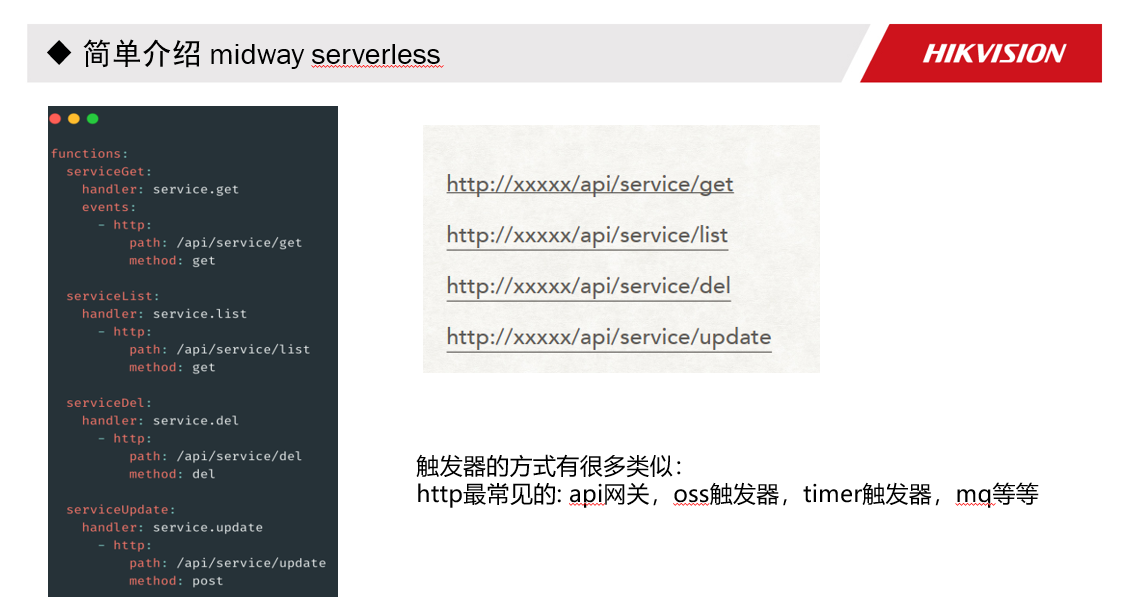 ◆ 简单介绍 midway serverless
HIKVISION
functions:
  serviceGet:
    handler: service.get
    events:
      - http:
          path: /api/service/get
          method: get
  serviceList:
    handler: service.list
      - http:
          path: /api/service/list
          method: get
  serviceDel:
    handler: service.del
      - http:
          path: /api/service/del
          method: del
  serviceUpdate:
    handler: service.update
      - http:
          path: /api/service/update
          method: post
http://xxxxx/api/service/get
http://xxxxx/api/service/list
http://xxxxx/api/service/del
http://xxxxx/api/service/update
触发器的方式有很多类似：
http最常见的: api网关，oss触发器，timer触发器，mq等等